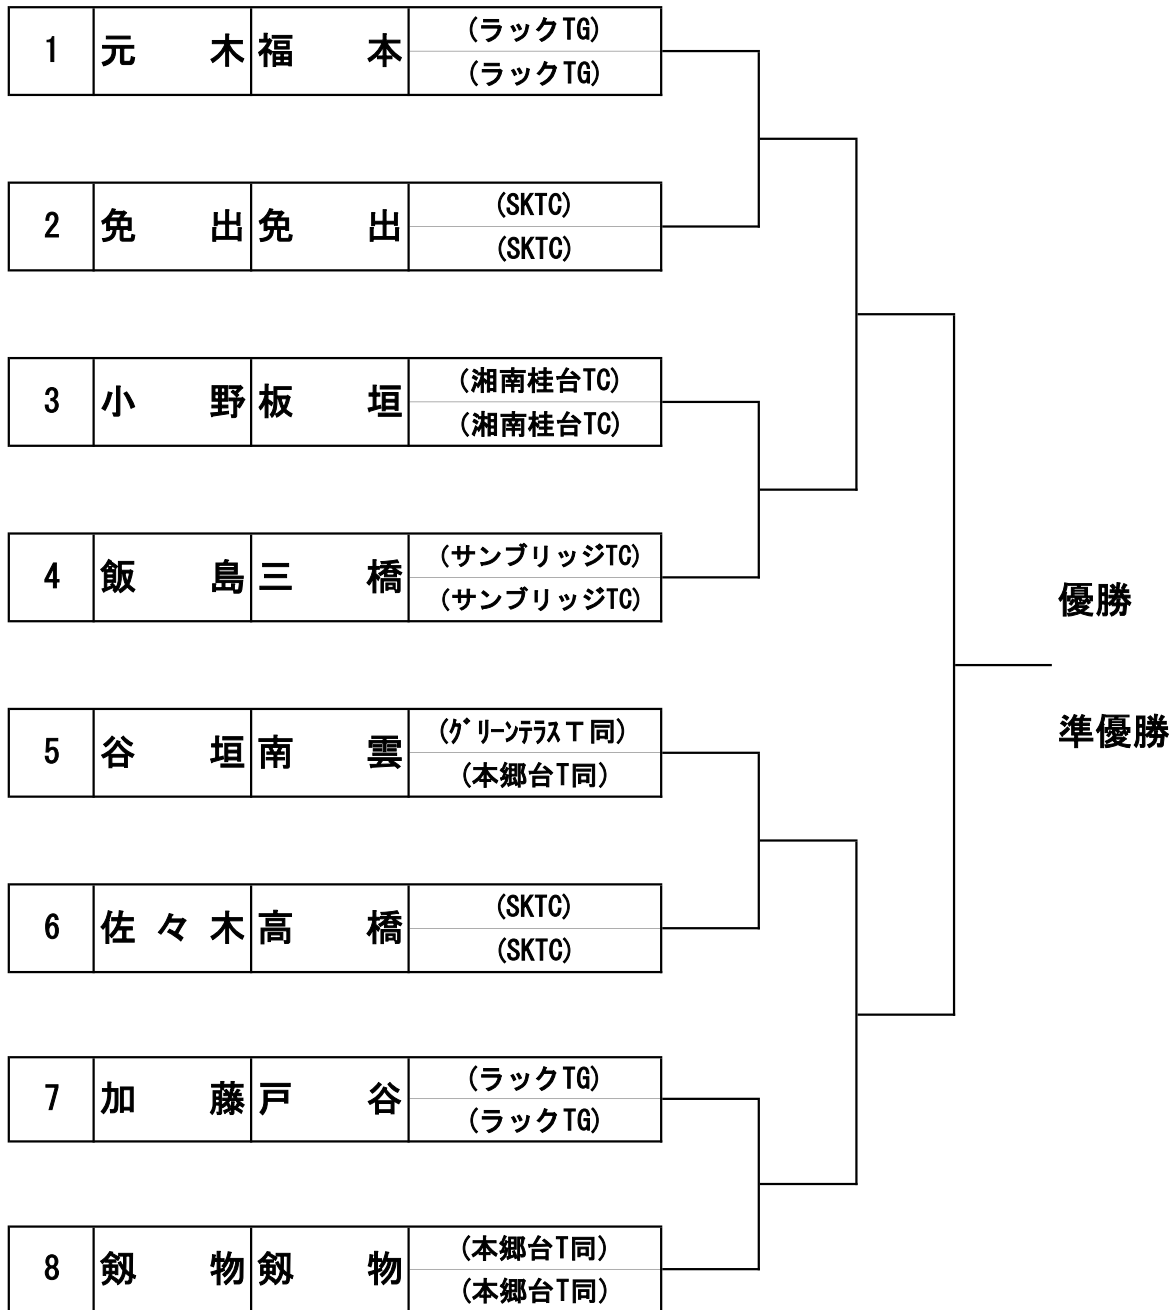 1 元木 福本 (ラックTG)
(ラックTG)
2 免出 免出 (SKTC)
(SKTC)
3 小野 板垣 (湘南桂台TC)
(湘南桂台TC)
4 飯島 三橋 (サンブリッジTC)
(サンブリッジTC)
優勝
準優勝
5 谷垣 南雲 (ｸﾞﾘｰﾝﾃﾗｽＴ同)
(本郷台T同)
6 佐々木 高橋 (SKTC)
(SKTC)
7 加藤 戸谷 (ラックTG)
(ラックTG)
8 剱物 剱物 (本郷台T同)
(本郷台T同)